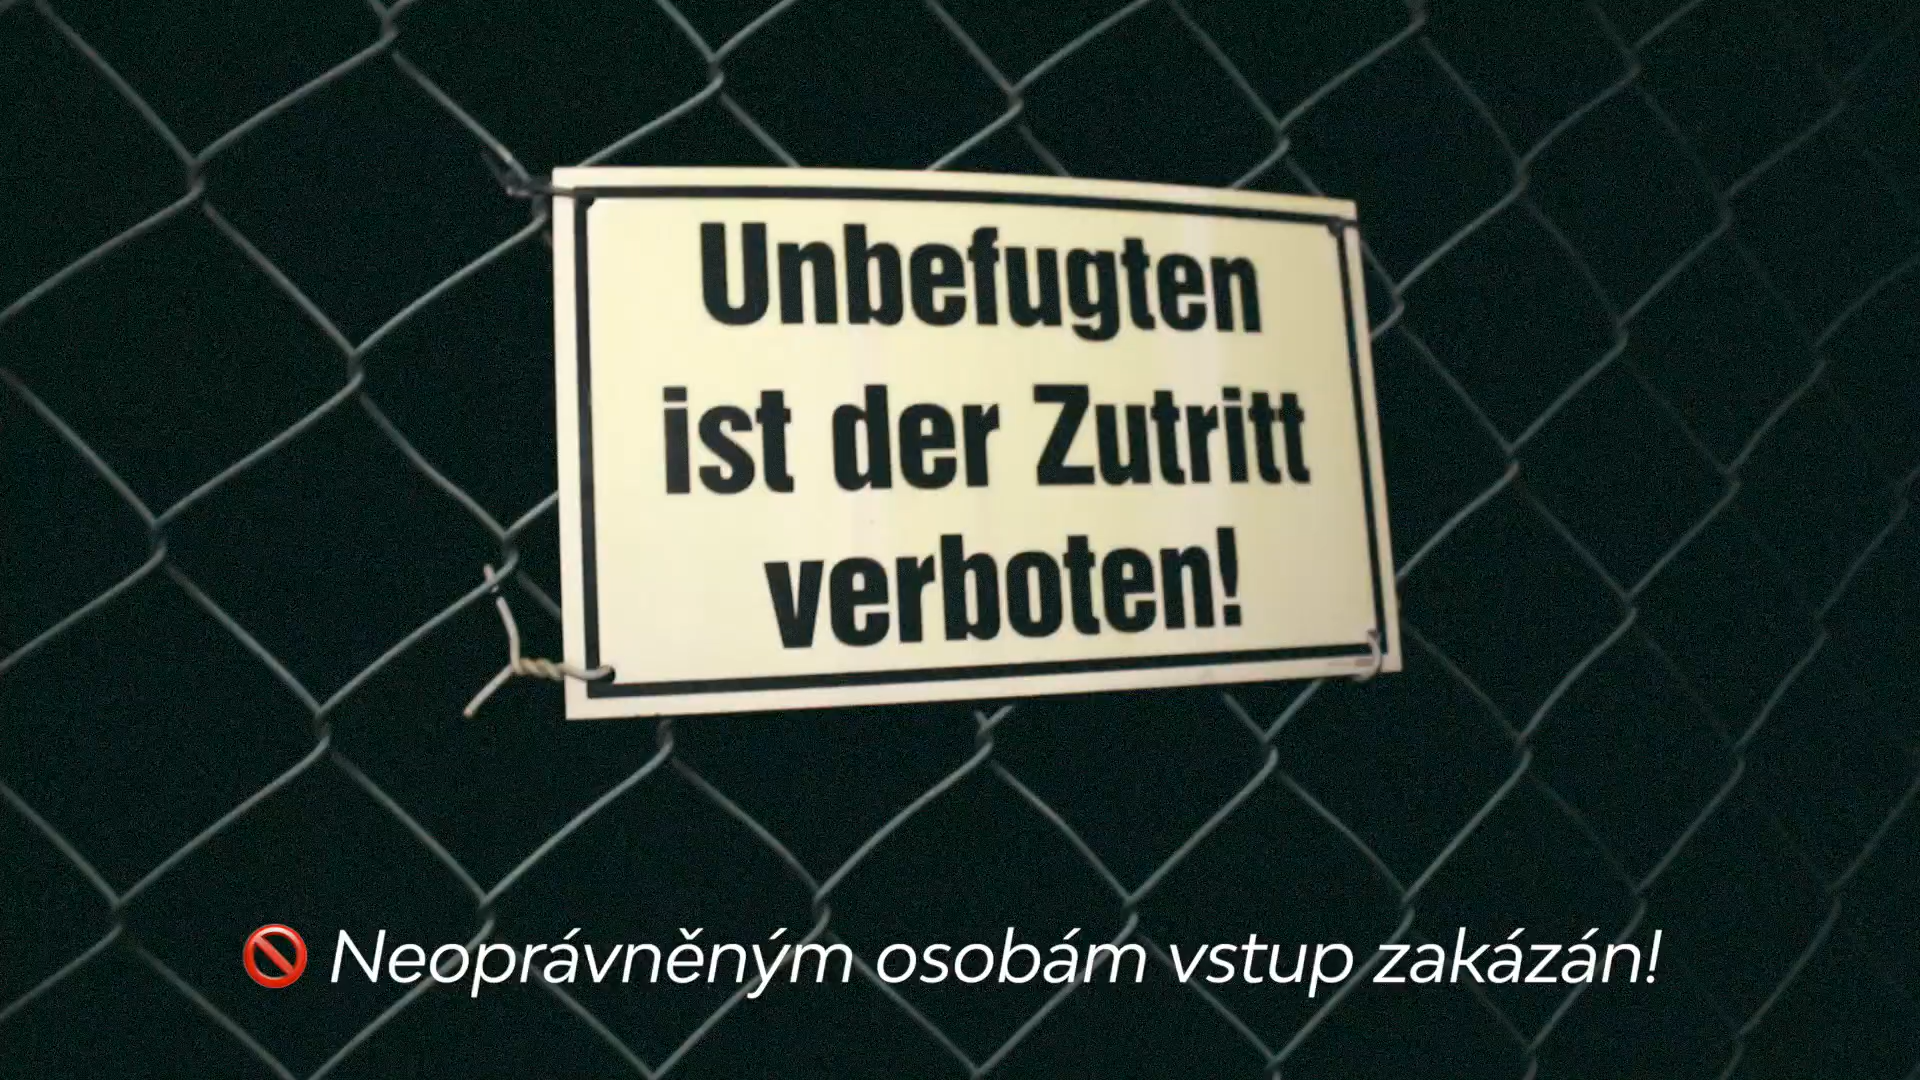 Unbefugten
ist der Zutritt
verboten!
🚫 Neoprávněným osobám vstup zakázán!